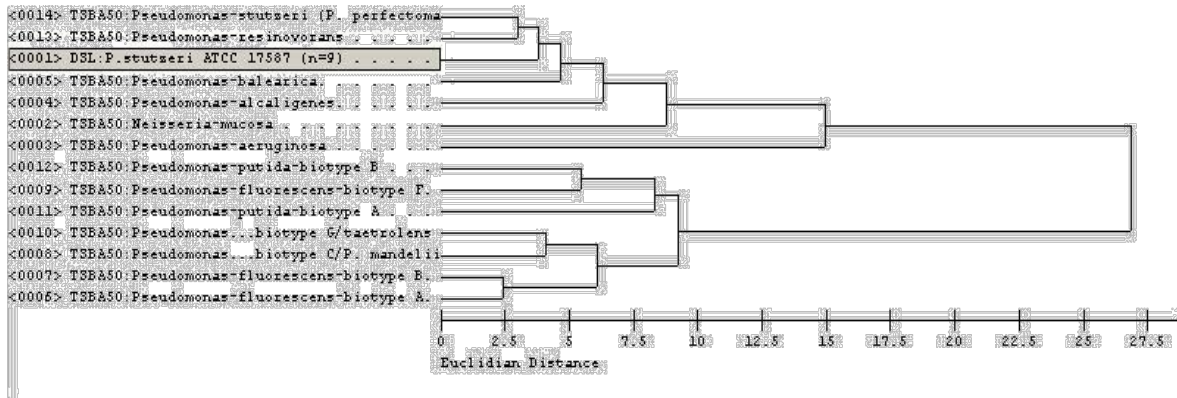 <0014> TSBA50:Pseudomonas-stutzeri (P. perfectoma
<0013> TSBA50:Pseudomonas-resinovorans . . . . .
<0001> DSL:P.stutzeri ATCC 17587 (n=9) . . . . . .
<0005> TSBA50:Pseudomonas-balearica. . . . . . .
<0004> TSBA50:Pseudomonas-alcaligenes. . . . . .
<0002> TSBA50:Neisseria-mucosa . . . . . . . .
<0003> TSBA50:Pseudomonas-aeruginosa . . . . . .
<0012> TSBA50:Pseudomonas-putida-biotype B . . . .
<0009> TSBA50:Pseudomonas-fluorescens-biotype F.
<0011> TSBA50:Pseudomonas-putida-biotype A . . . .
<0010> TSBA50:Pseudomonas...biotype G/taetrolens
<0008> TSBA50:Pseudomonas...biotype C/P. mandelii
<0007> TSBA50:Pseudomonas-fluorescens-biotype B.
<0006> TSBA50:Pseudomonas-fluorescens-biotype A.
0 2.5 5 7.5 10 12.5 15 17.5 20 22.5 25 27.5
Euclidian Distance